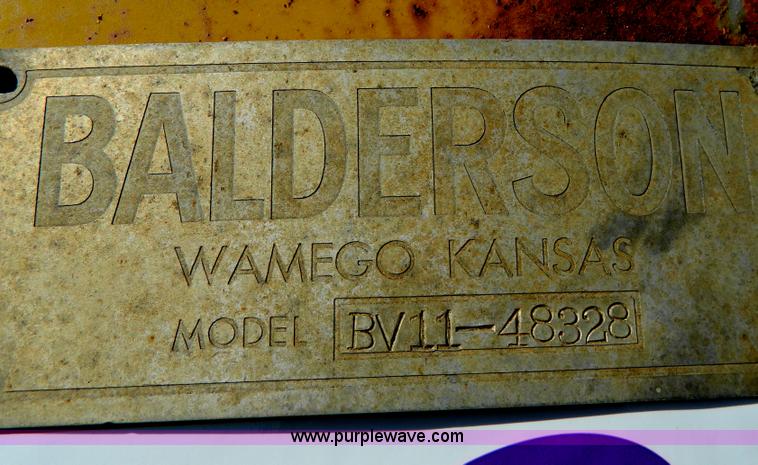 BALDERSON
WAMEGO KANSAS
MODEL BV11-48328
www.purplewave.com